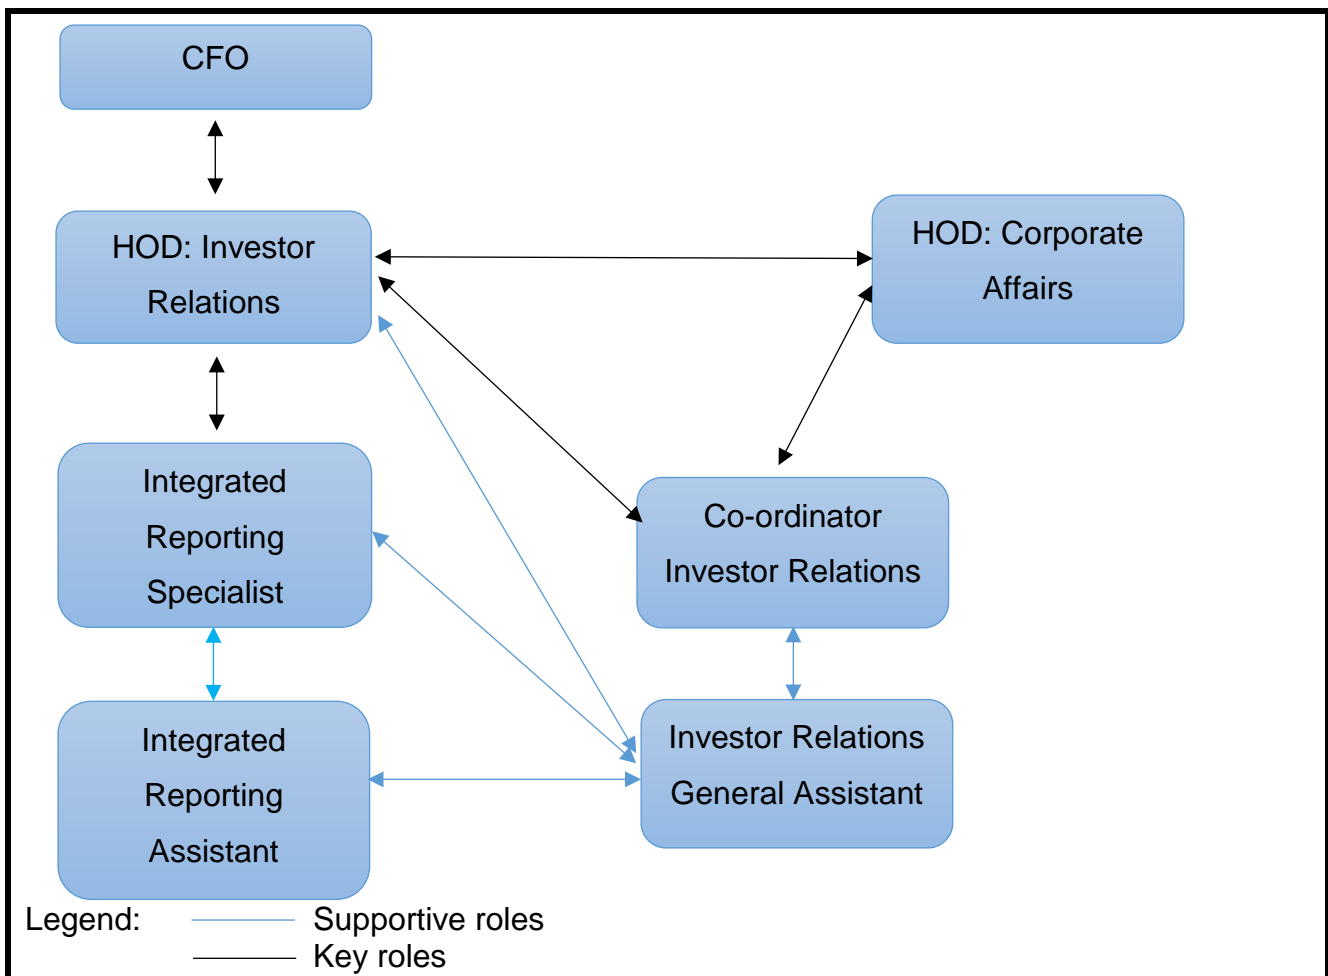 CFO
HOD: Investor
Relations
HOD: Corporate
Affairs
Integrated
Reporting
Specialist
Co-ordinator
Investor Relations
Integrated
Reporting
Assistant
Investor Relations
General Assistant
Legend:
Supportive roles
Key roles